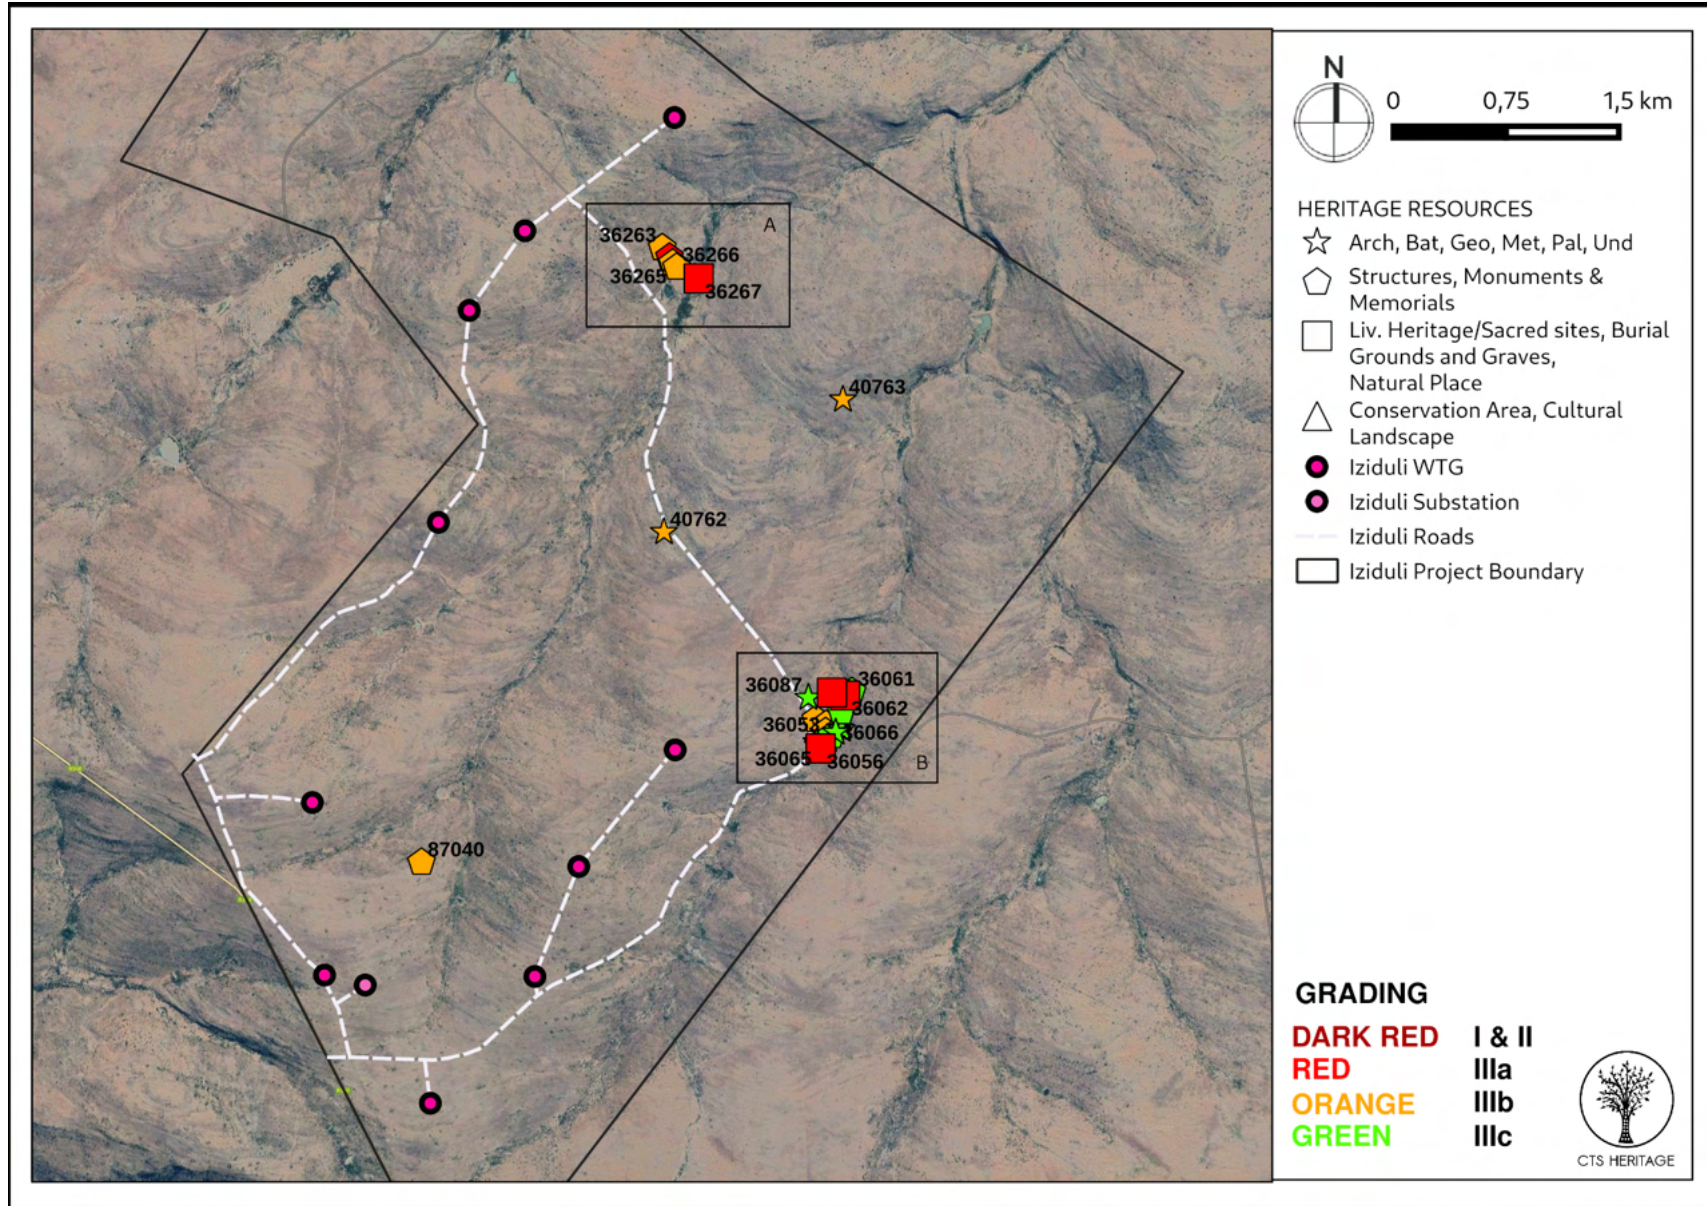 N
0 0,75 1,5 km
HERITAGE RESOURCES
Arch, Bat, Geo, Met, Pal, Und
Structures, Monuments &
Memorials
Liv. Heritage/Sacred sites, Burial
Grounds and Graves,
Natural Place
Conservation Area, Cultural
Landscape
Iziduli WTG
Iziduli Substation
Iziduli Roads
Iziduli Project Boundary
GRADING
DARK RED I & II
RED IIIa
ORANGE IIIb
GREEN IIIc
CTS HERITAGE
A
36263
36266
36265
36267
40763
40762
36087
36061
36062
36066
36065
36056
B
87040